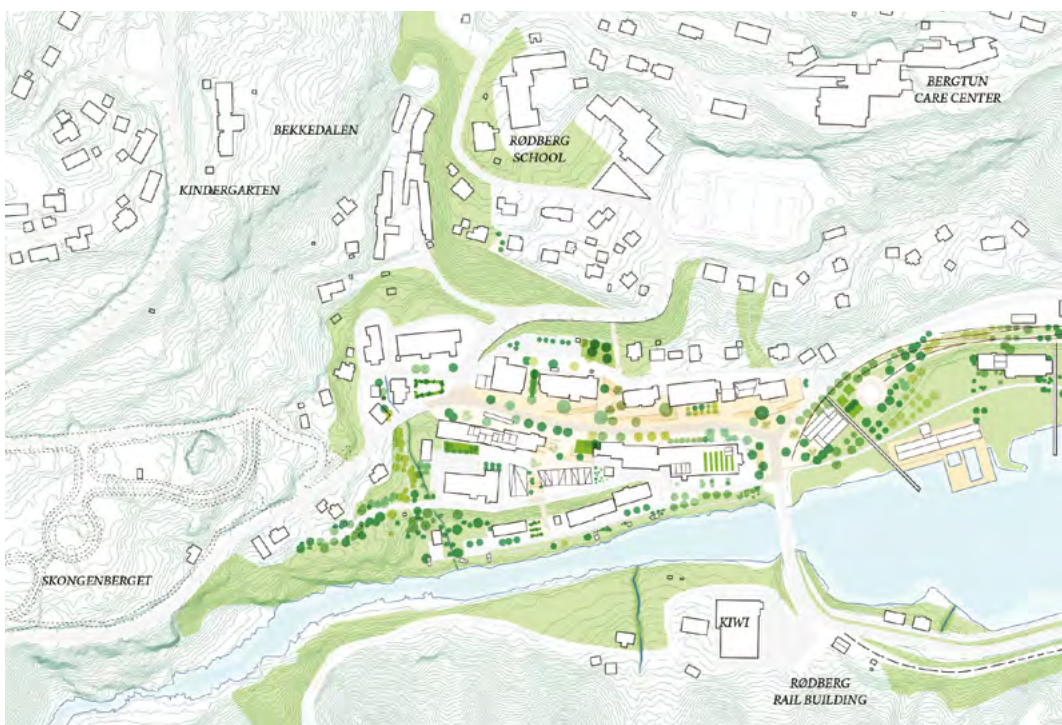 BERGTUN
CARE CENTER
BEKKEDALEN
RØDBERG
SCHOOL
KINDERGARTEN
SKONGENBERGET
KIWI
RØDBERG
RAIL BUILDING